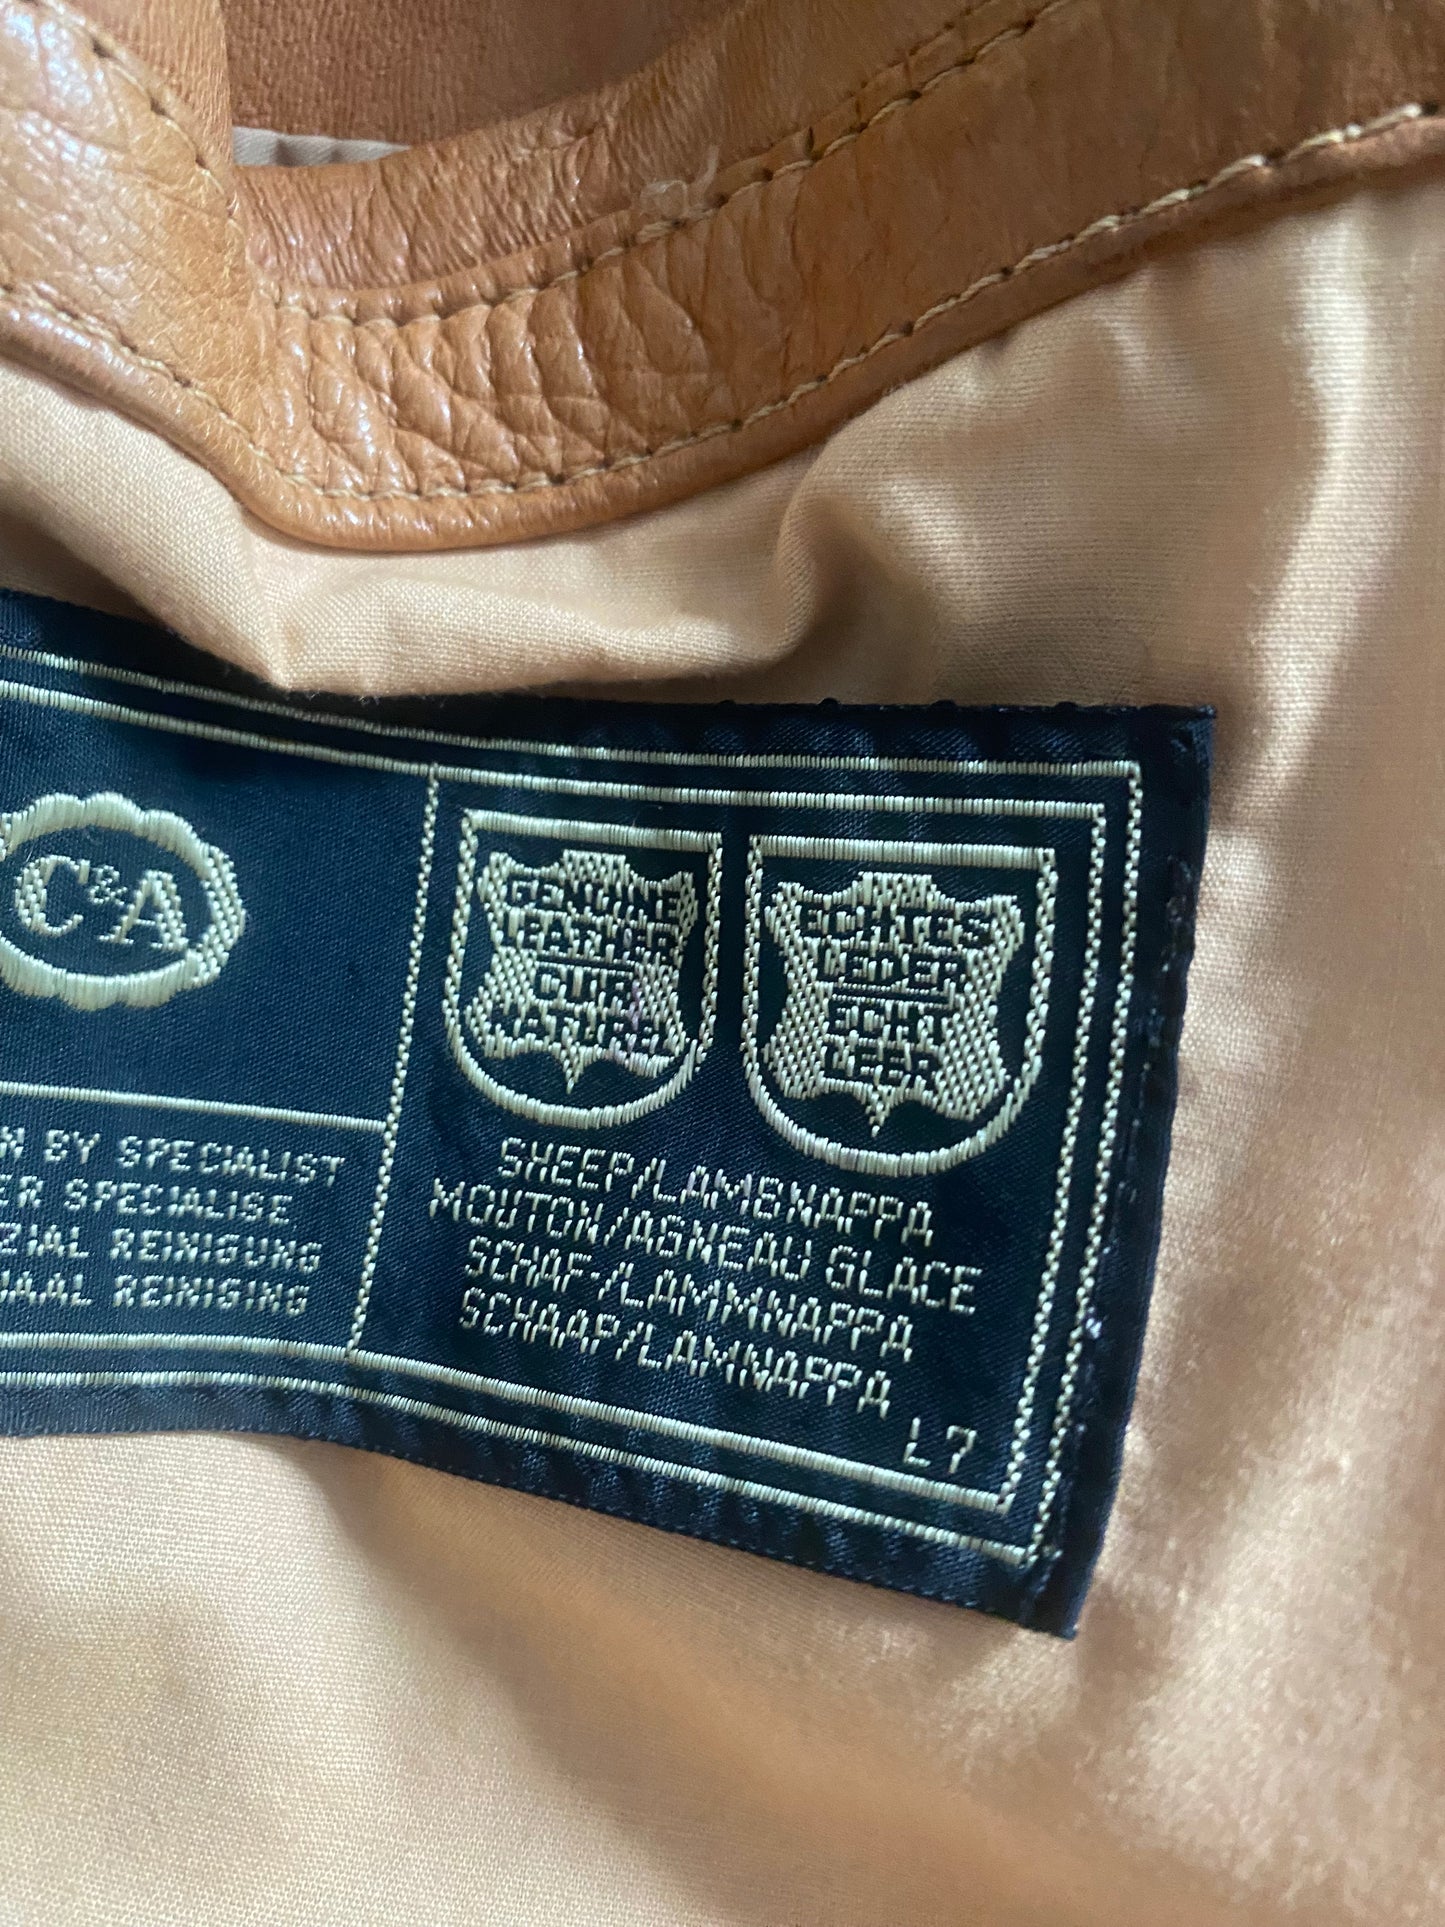 C&A
N BY SPECIALIST
ER SPECIALISE
ZIAL REINIGUNG
IAAL REINIGING
GENUINE
LEATHER
CUIR
NATUREL
ECHTES
LEDER
ECHT
LEER
SHEEP/LAMBNAPPA
MOUTON/AGNEAU GLACE
SCHAF-/LAMMNAPPA
SCHAAP/LAMNAPPA
L7